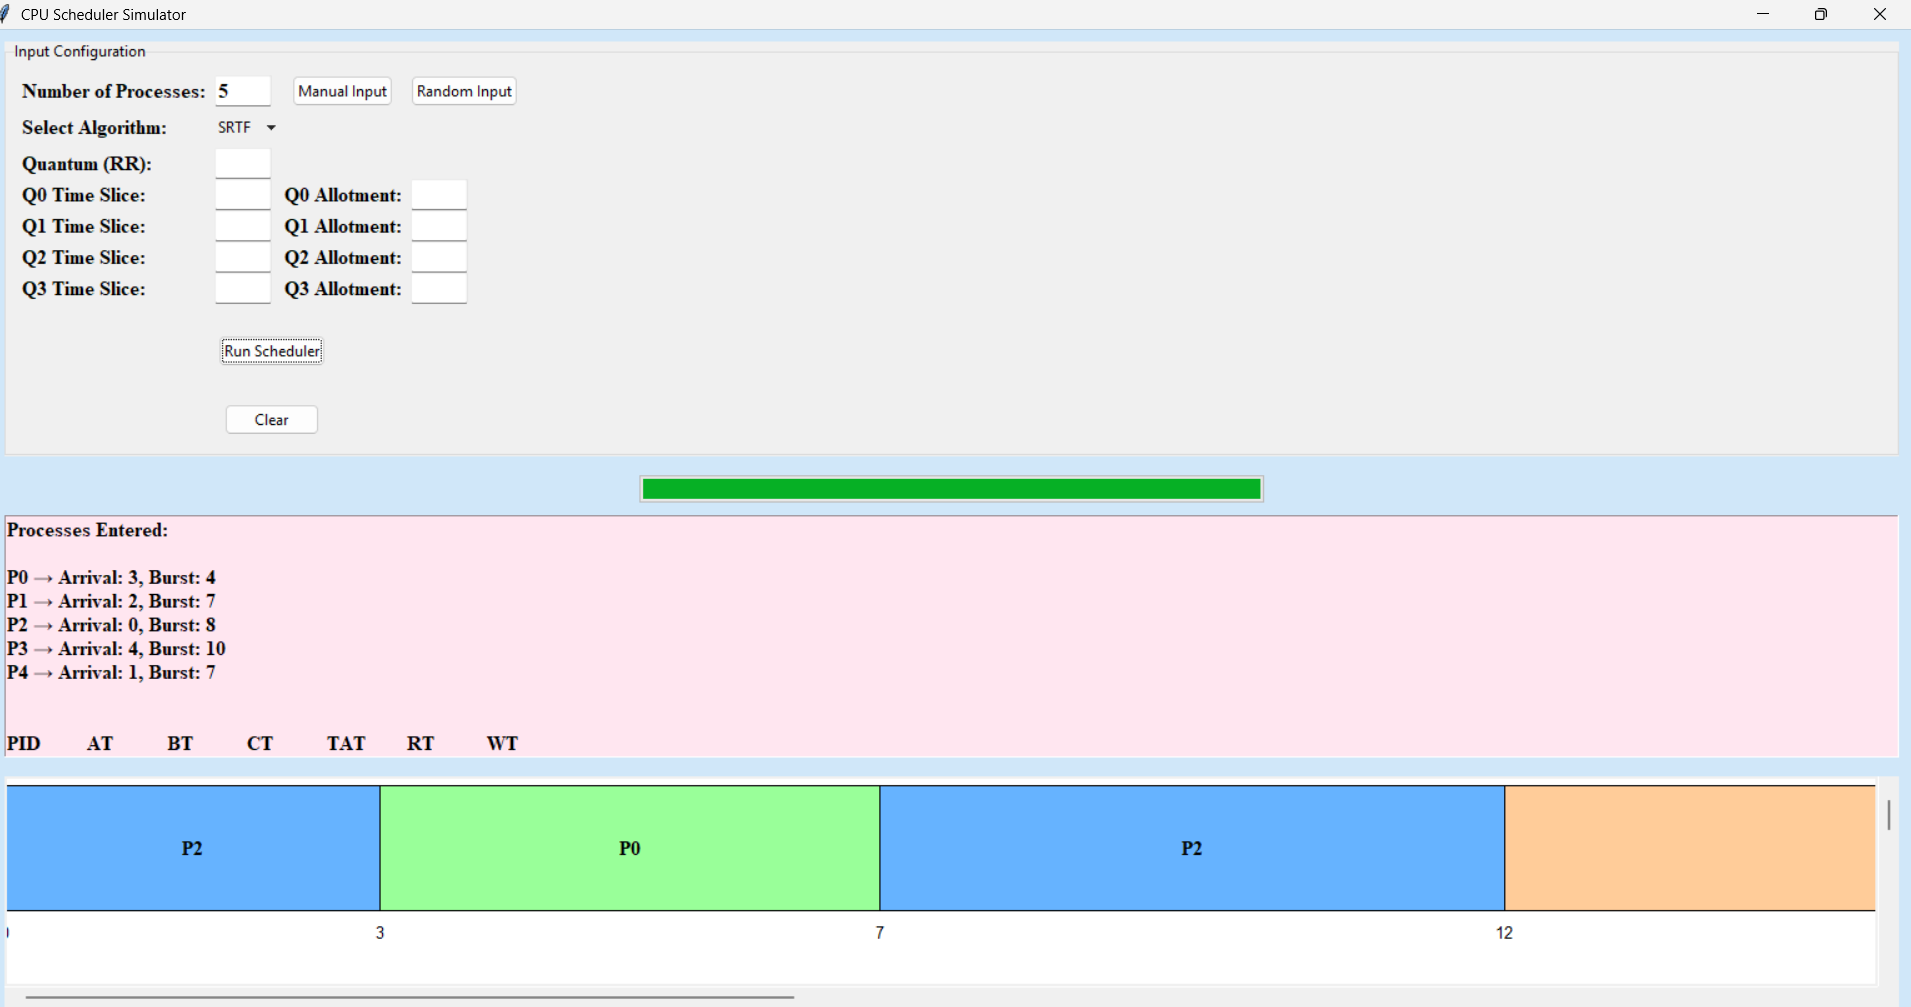 CPU Scheduler Simulator
Input Configuration
Number of Processes: 5 Manual Input Random Input
Select Algorithm: SRTF
Quantum (RR):
Q0 Time Slice: Q0 Allotment:
Q1 Time Slice: Q1 Allotment:
Q2 Time Slice: Q2 Allotment:
Q3 Time Slice: Q3 Allotment:
Run Scheduler
Clear
Processes Entered:
P0 → Arrival: 3, Burst: 4
P1 → Arrival: 2, Burst: 7
P2 → Arrival: 0, Burst: 8
P3 → Arrival: 4, Burst: 10
P4 → Arrival: 1, Burst: 7
PID AT BT CT TAT RT WT
P2 P0 P2
3 7 12